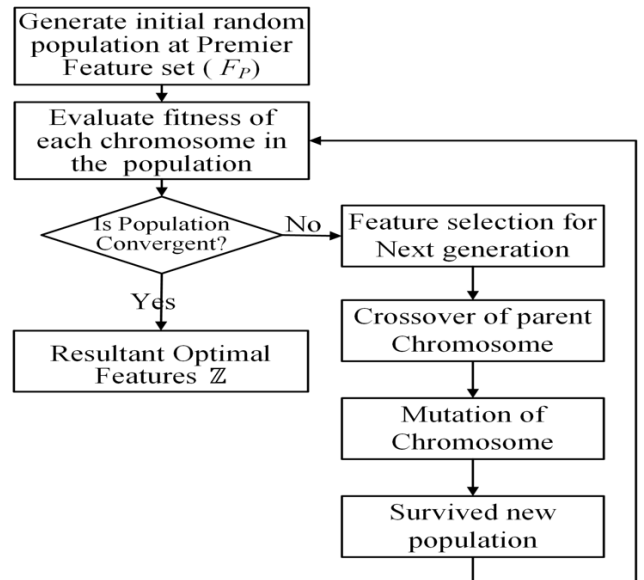 Generate initial random
population at Premier
Feature set ( F_P)
Evaluate fitness of
each chromosome in
the population
Is Population
Convergent?
No
Yes
Resultant Optimal
Features ℤ
Feature selection for
Next generation
Crossover of parent
Chromosome
Mutation of
Chromosome
Survived new
population